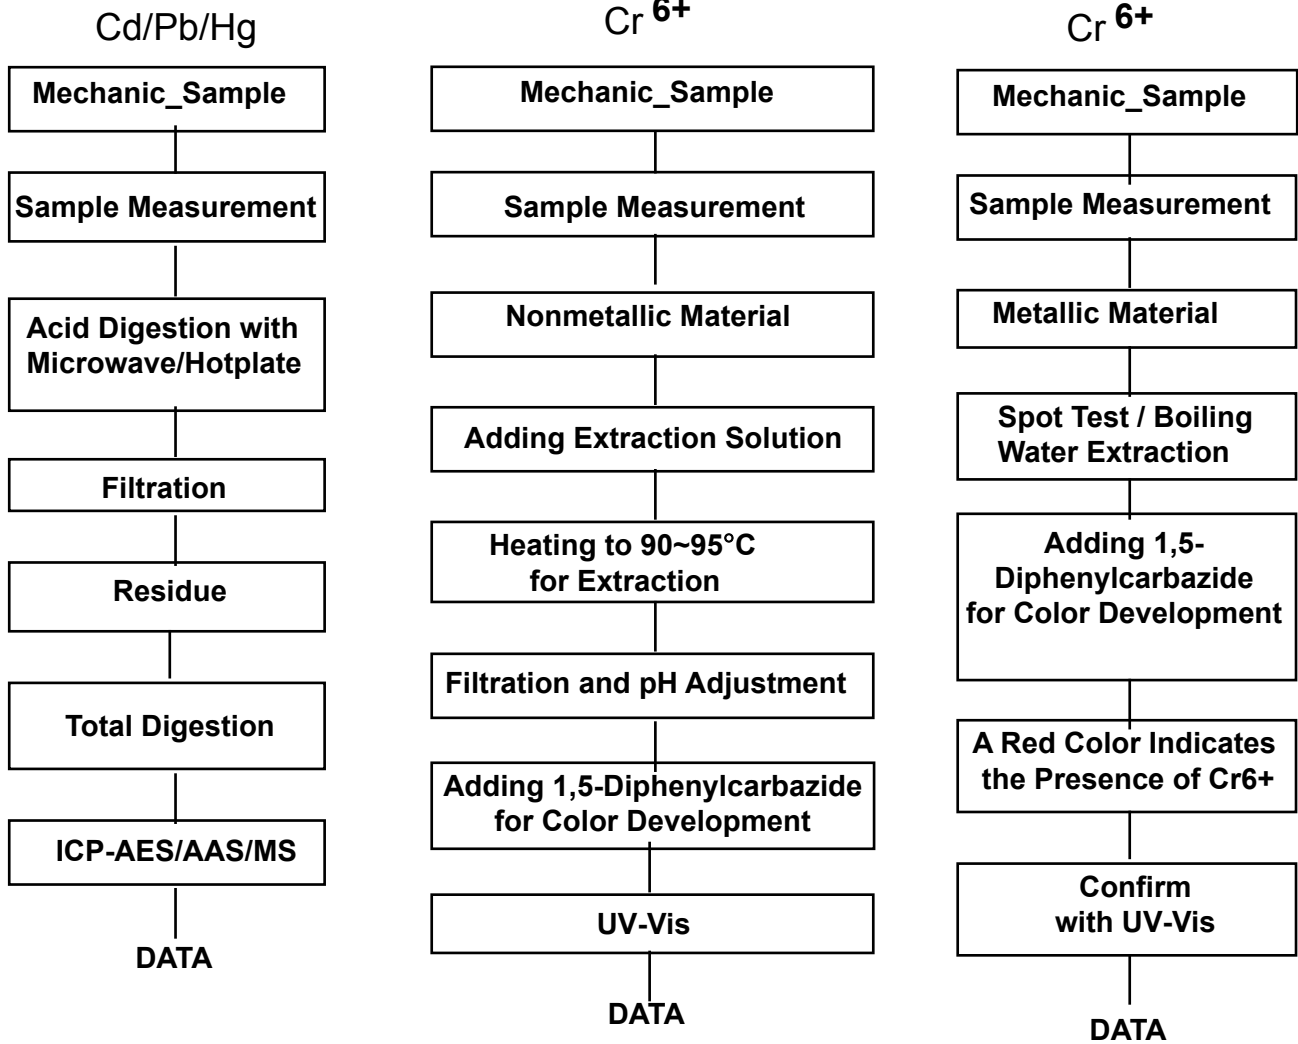 Cd/Pb/Hg
Mechanic_Sample
Sample Measurement
Acid Digestion with
Microwave/Hotplate
Filtration
Residue
Total Digestion
ICP-AES/AAS/MS
DATA
Cr 6+
Mechanic_Sample
Sample Measurement
Nonmetallic Material
Adding Extraction Solution
Heating to 90~95°C
for Extraction
Filtration and pH Adjustment
Adding 1,5-Diphenylcarbazide
for Color Development
UV-Vis
DATA
Cr 6+
Mechanic_Sample
Sample Measurement
Metallic Material
Spot Test / Boiling
Water Extraction
Adding 1,5-
Diphenylcarbazide
for Color Development
A Red Color Indicates
the Presence of Cr6+
Confirm
with UV-Vis
DATA